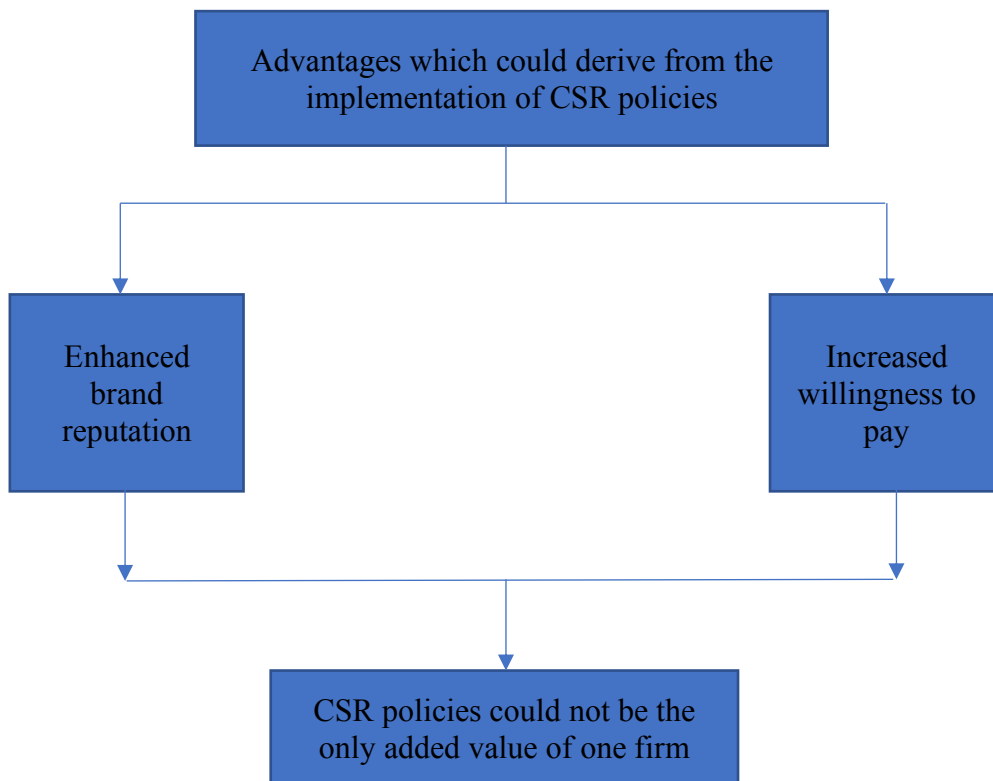 Advantages which could derive from the
implementation of CSR policies
Enhanced
brand
reputation
Increased
willingness to
pay
CSR policies could not be the
only added value of one firm